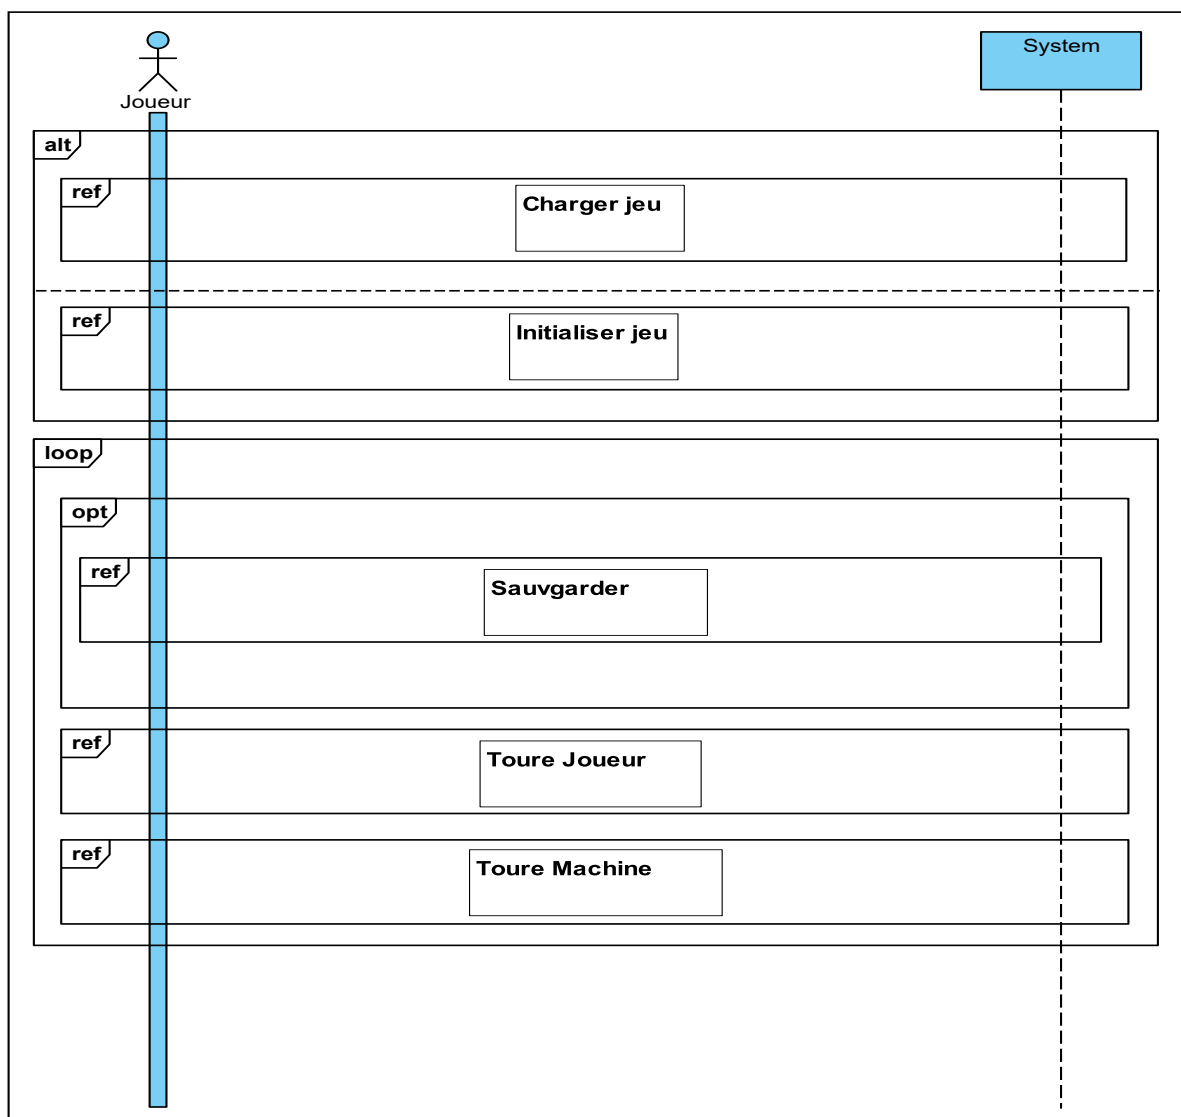 Joueur
System
alt
ref
Charger jeu
ref
Initialiser jeu
loop
opt
ref
Sauvgarder
ref
Toure Joueur
ref
Toure Machine